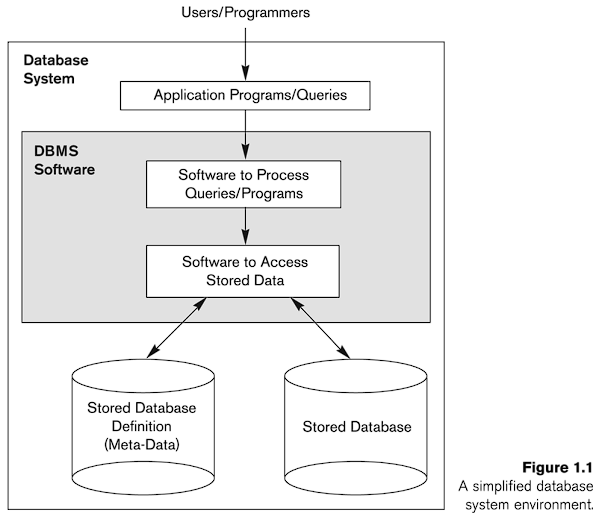 Users/Programmers
Database
System
Application Programs/Queries
DBMS
Software
Software to Process
Queries/Programs
Software to Access
Stored Data
Stored Database
Definition
(Meta-Data)
Stored Database
Figure 1.1
A simplified database
system environment.